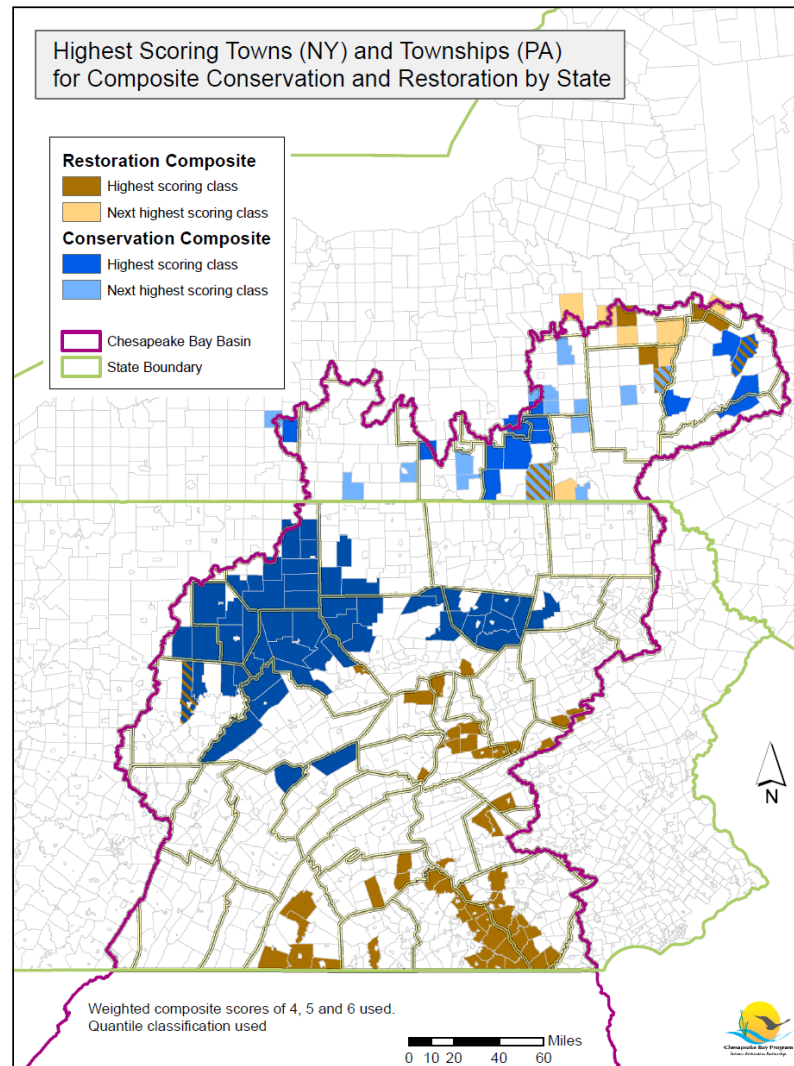 Highest Scoring Towns (NY) and Townships (PA)
for Composite Conservation and Restoration by State
Restoration Composite
Highest scoring class
Next highest scoring class
Conservation Composite
Highest scoring class
Next highest scoring class
Chesapeake Bay Basin
State Boundary
N
Weighted composite scores of 4, 5 and 6 used.
Quantile classification used
Miles
0 10 20 40 60
Chesapeake Bay Program